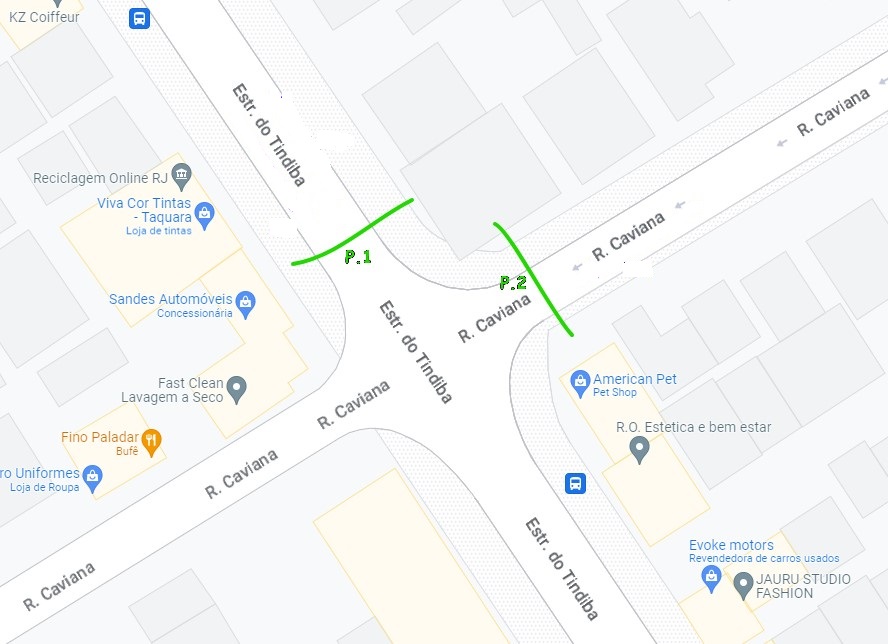 KZ Coiffeur
Estr. do Tindiba
R. Caviana
Reciclagem Online RJ
Viva Cor Tintas
- Taquara
Loja de tintas
R. Caviana
P.1
P.2
Sandes Automóveis
Concessionária
R. Caviana
Estr. do Tindiba
Fast Clean
Lavagem a Seco
American Pet
Pet Shop
R. Caviana
R.O. Estetica e bem estar
Fino Paladar
Bufê
R. Caviana
ro Uniformes
Loja de Roupa
Estr. do Tindiba
Evoke motors
Revendedora de carros usados
R. Caviana
JAURU STUDIO
FASHION